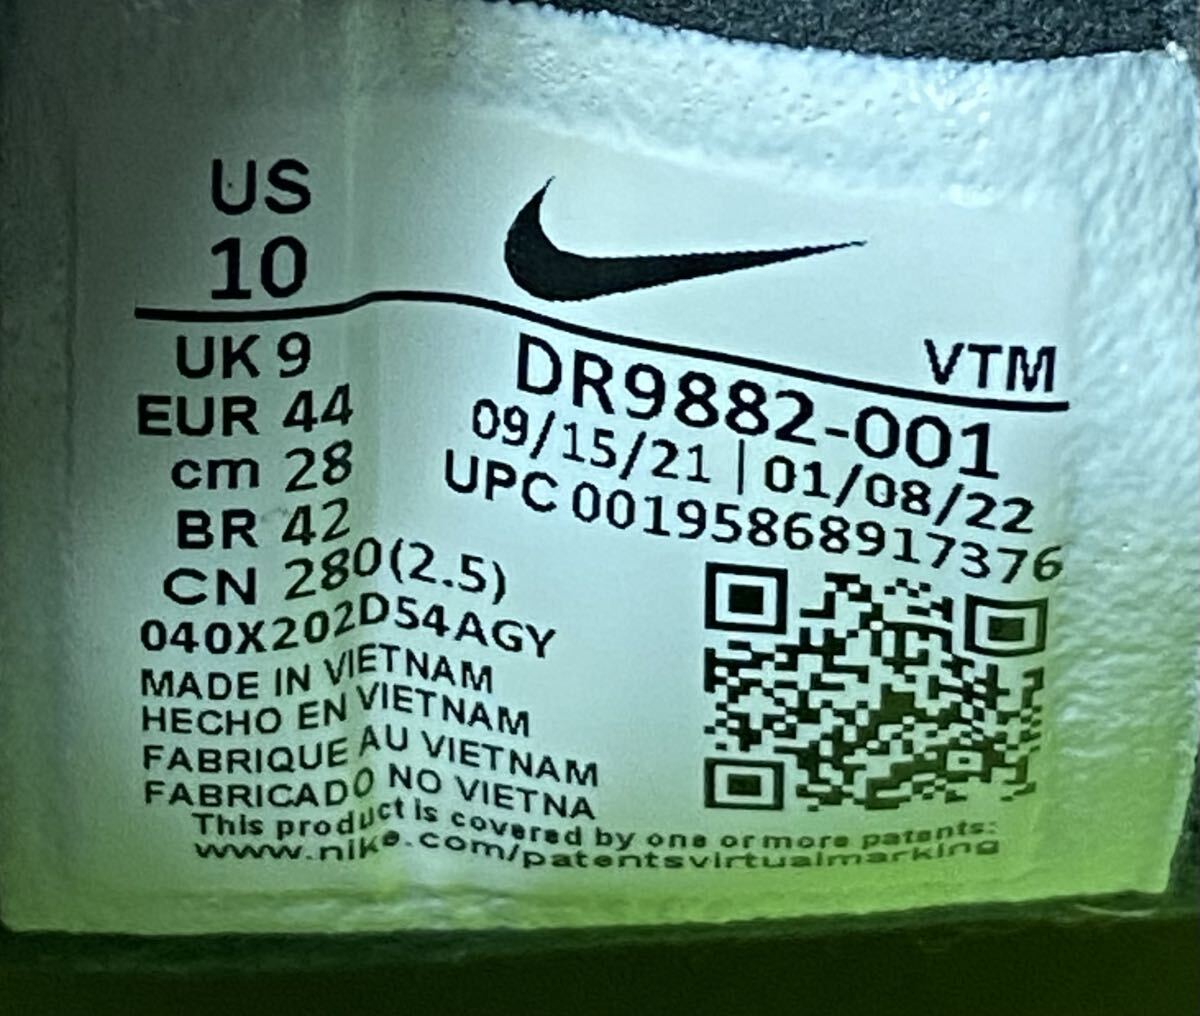 US
10
VTM
UK 9
EUR 44
cm 28
BR 42
CN 280(2.5)
DR9882-001
09/15/21 | 01/08/22
UPC 00195868917376
040X202D54AGY
MADE IN VIETNAM
HECHO EN VIETNAM
FABRIQUE AU VIETNAM
FABRICADO NO VIETNA
This product is covered by one or more patents:
www.nike.com/patentsvirtualmarking